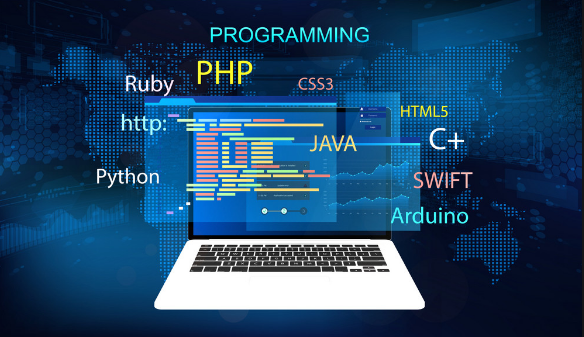 PROGRAMMING
PHP
Ruby
CSS3
HTML5
http:
C+
JAVA
Python
SWIFT
Arduino